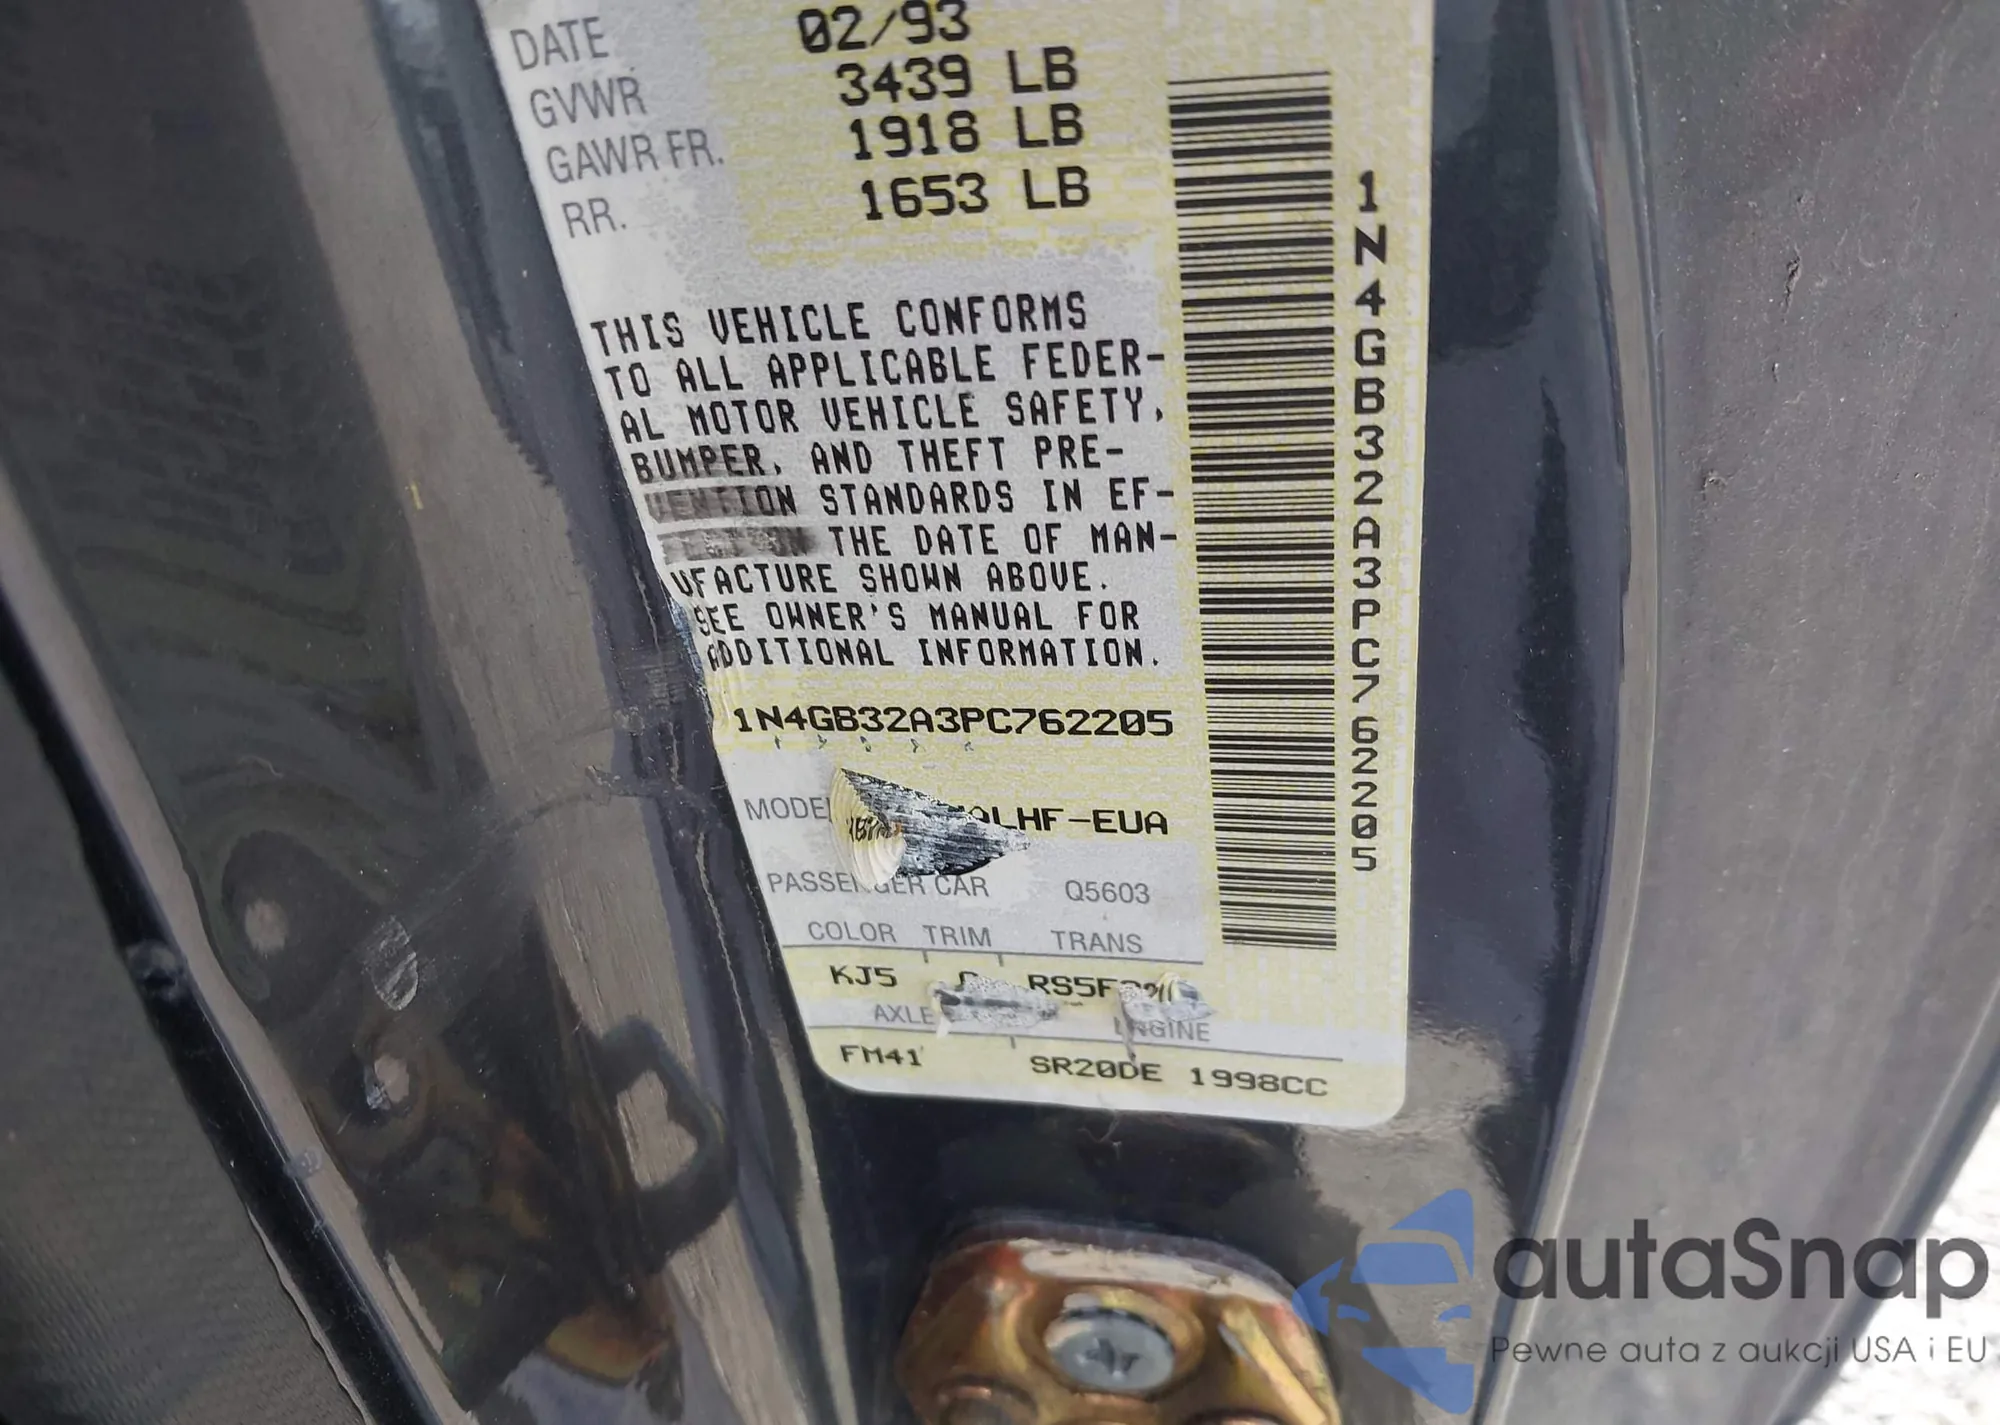 DATE 02/93
GVWR 3439 LB
GAWR FR. 1918 LB
RR. 1653 LB
THIS VEHICLE CONFORMS
TO ALL APPLICABLE FEDER-
AL MOTOR VEHICLE SAFETY,
BUMPER, AND THEFT PRE-
VENTION STANDARDS IN EF-
THE DATE OF MAN-
UFACTURE SHOWN ABOVE.
SEE OWNER'S MANUAL FOR
ADDITIONAL INFORMATION.
1N4GB32A3PC762205
ALHF-EUA
PASSENGER CAR Q5603
COLOR TRIM TRANS
KJ5
AXLE ENGINE
FM41 SR20DE 1998CC
1N4GB32A3PC762205
autaSnap
Pewne auta z aukcji USA i EU